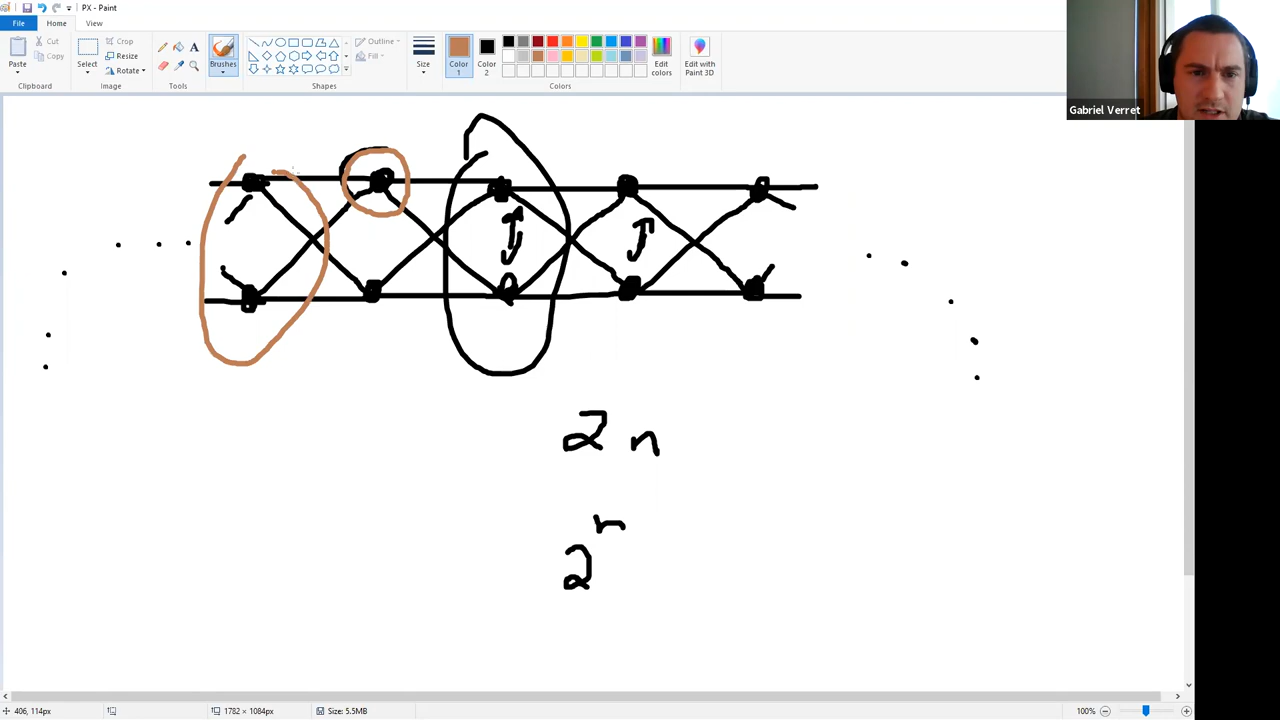 PX - Paint
File
Home
View
Paste
Cut
Copy
Clipboard
Select
Crop
Resize
Rotate
Image
Tools
Brushes
Outline
Fill
Shapes
Size
Color 1
Color 2
Edit colors
Edit with Paint 3D
Colors
Gabriel Verret
2n
2^n
406, 114px
1782 × 1084px
Size: 5.5MB
100%